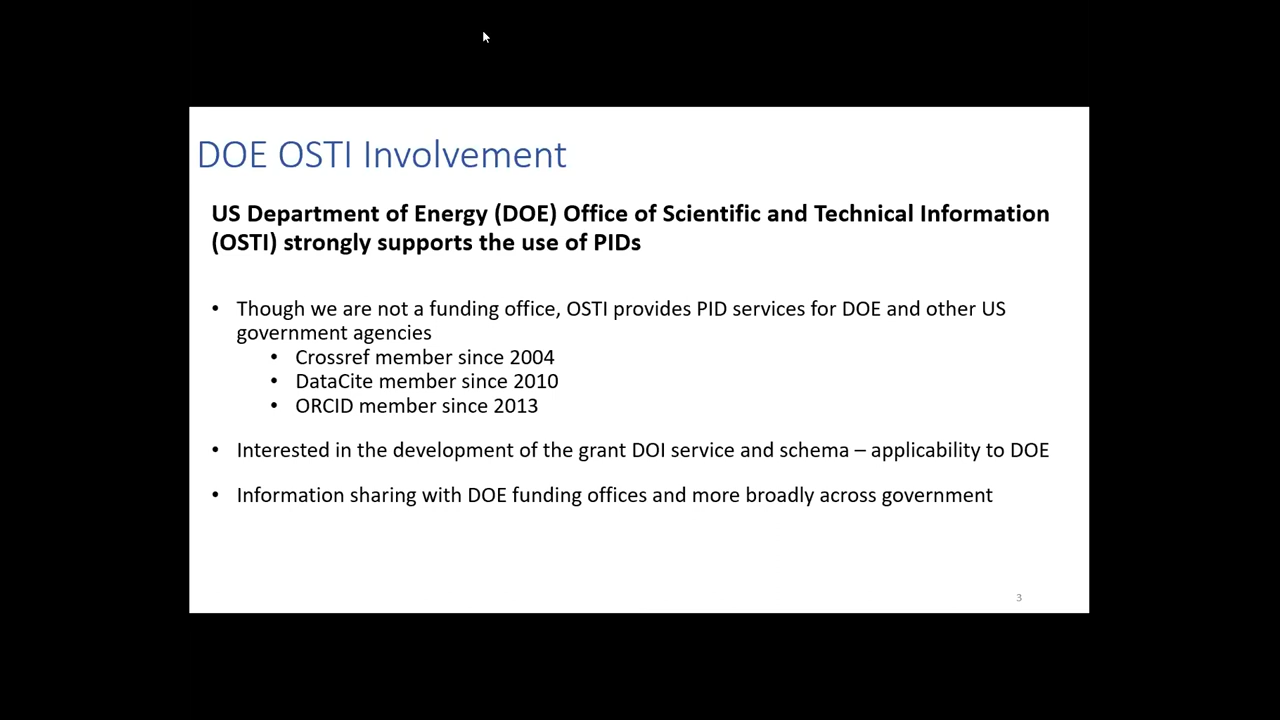 DOE OSTI Involvement
US Department of Energy (DOE) Office of Scientific and Technical Information
(OSTI) strongly supports the use of PIDs
• Though we are not a funding office, OSTI provides PID services for DOE and other US
government agencies
• Crossref member since 2004
• DataCite member since 2010
• ORCID member since 2013
• Interested in the development of the grant DOI service and schema – applicability to DOE
• Information sharing with DOE funding offices and more broadly across government
3